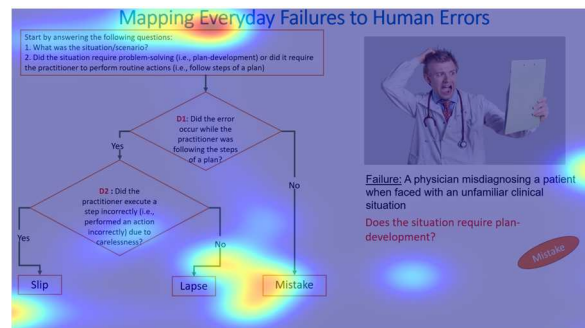 Mapping Everyday Failures to Human Errors
Start by answering the following questions:
1. What was the situation/scenario?
2. Did the situation require problem-solving (i.e., plan-development) or did it require
the practitioner to perform routine actions (i.e., follow steps of a plan)
D1: Did the error
occur while the
practitioner was
following the steps
of a plan?
Yes
No
D2 : Did the
practitioner execute a
step incorrectly (i.e.,
performed an action
incorrectly) due to
carelessness?
Yes
No
Slip
Lapse
Mistake
Failure: A physician misdiagnosing a patient
when faced with an unfamiliar clinical
situation
Does the situation require plan-
development?
Mistake